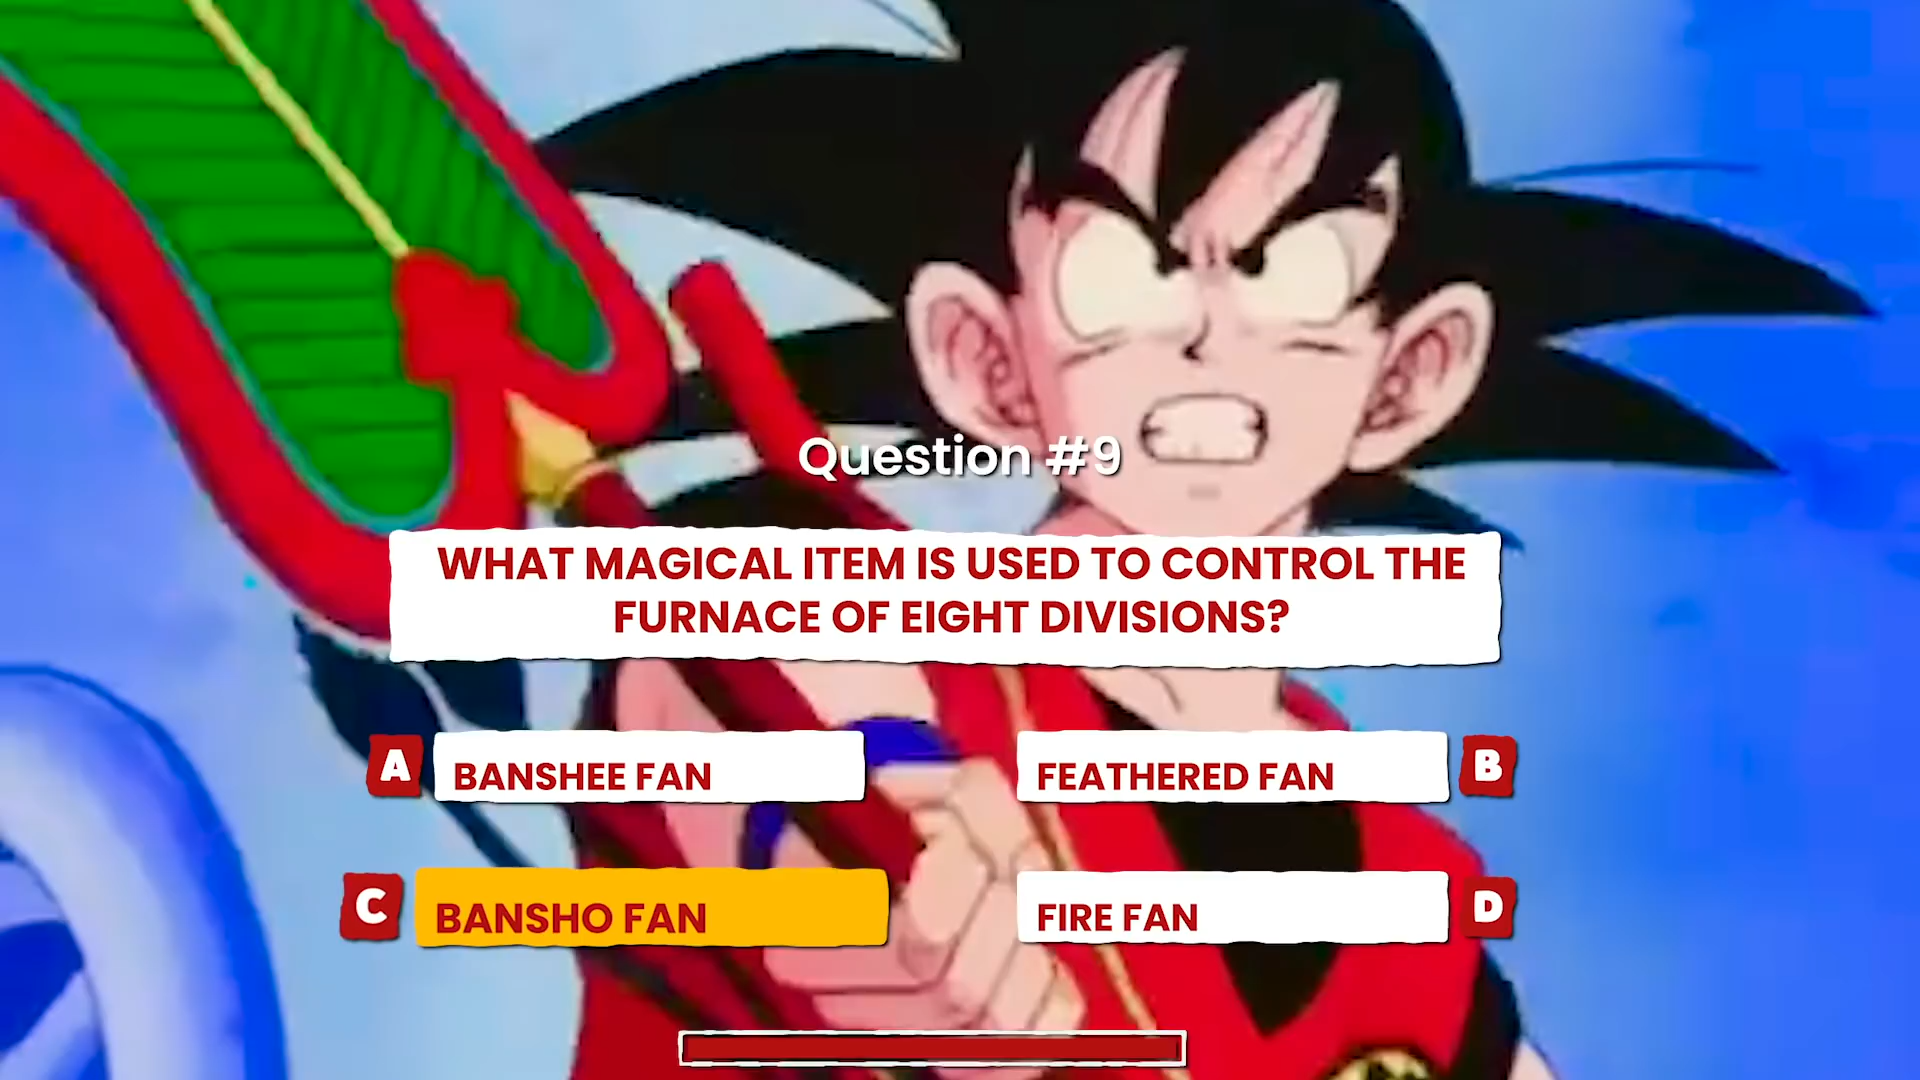 Question #9
WHAT MAGICAL ITEM IS USED TO CONTROL THE
FURNACE OF EIGHT DIVISIONS?
A BANSHEE FAN
FEATHERED FAN B
C BANSHO FAN
FIRE FAN D